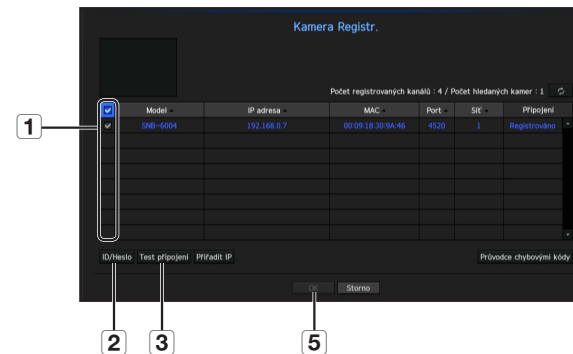 Kamera Registr.
Počet registrovaných kanálů : 4 / Počet hledaných kamer : 1
Model IP adresa MAC Port Síť Připojení
1
SNB-6004 192.168.0.7 00:09:18:30:9A:46 4520 1 Registrováno
ID/Heslo Test připojení Přiřadit IP Průvodce chybovými kódy
OK Storno
2 3 5